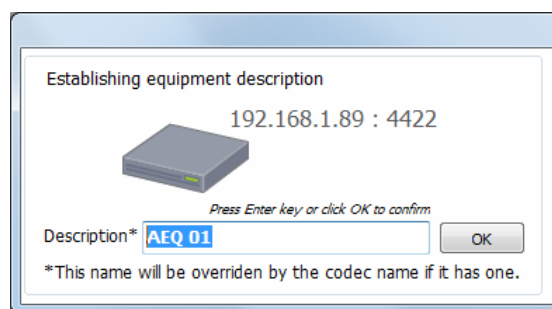 Establishing equipment description
192.168.1.89 : 4422
Press Enter key or click OK to confirm
Description* AEQ 01 OK
*This name will be overriden by the codec name if it has one.